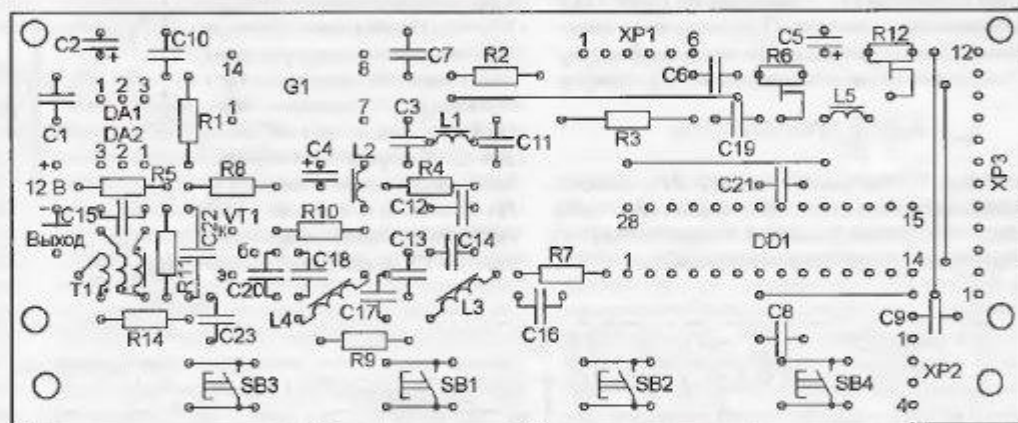 C2 + C10 C7 R2 1 XP1 6 C5 + R12 12
14 8 C6 R6
G1
1 2 3 L5
DA1 1 7 C3 L1
C1 DA2 R1 R3
3 2 1 C4 L2 C11 C19
+ + XP3
12 В R5 R8 R4 C21
− C15 C22 VT1 R10 C12 28 15
Выход к
б C13 C14 R7 DD1
1 14
T1 R11 э C20 C18 C17 L3 1
L4 C16 C8 C9
R14 C23 R9 1
SB3 SB1 SB2 SB4 XP2
4